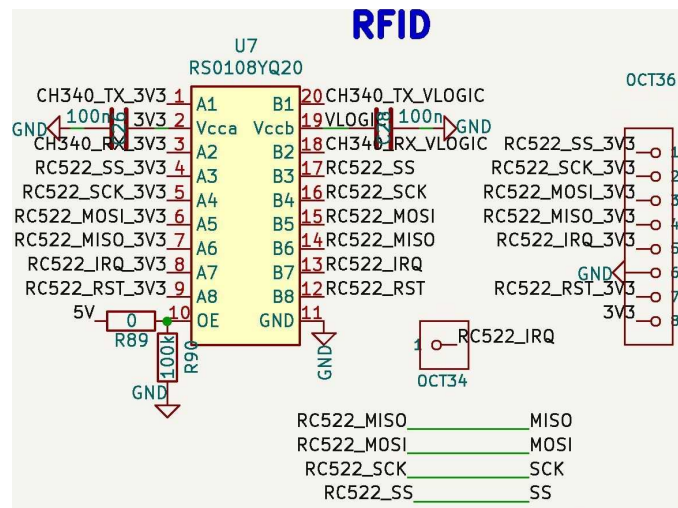 RFID
U7
RS0108YQ20
OCT36
CH340_TX_3V3 1 A1 B1 20 CH340_TX_VLOGIC
GND 100n 3V3 2 Vcca Vccb 19 VLOGIC 100n GND
CH340_RX_3V3 3 A2 B2 18 CH340_RX_VLOGIC
RC522_SS_3V3 4 A3 B3 17 RC522_SS
RC522_SCK_3V3 5 A4 B4 16 RC522_SCK
RC522_MOSI_3V3 6 A5 B5 15 RC522_MOSI
RC522_MISO_3V3 7 A6 B6 14 RC522_MISO
RC522_IRQ_3V3 8 A7 B7 13 RC522_IRQ
RC522_RST_3V3 9 A8 B8 12 RC522_RST
5V 0 10 OE GND 11
R89
100k
R90
GND
GND
RC522_SS_3V3 1
RC522_SCK_3V3 2
RC522_MOSI_3V3 3
RC522_MISO_3V3 4
RC522_IRQ_3V3 5
GND 6
RC522_RST_3V3 7
3V3 8
1 RC522_IRQ
OCT34
RC522_MISO MISO
RC522_MOSI MOSI
RC522_SCK SCK
RC522_SS SS